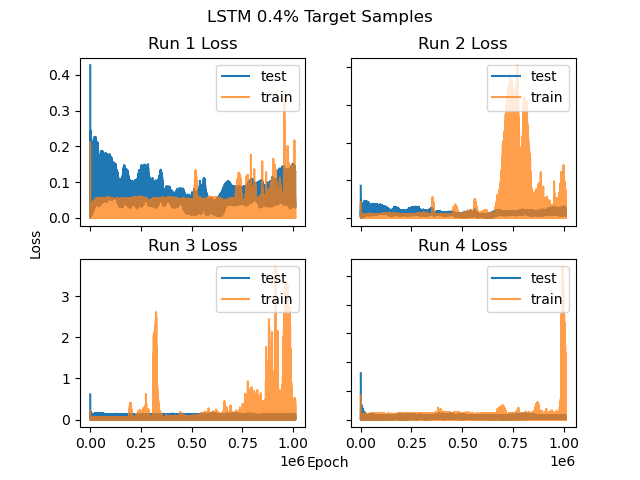 LSTM 0.4% Target Samples
Run 1 Loss
Run 2 Loss
0.4
0.3
0.2
0.1
0.0
test
train
test
train
Loss
Run 3 Loss
Run 4 Loss
3
2
1
0
test
train
test
train
0.00 0.25 0.50 0.75 1.00
1e6
0.00 0.25 0.50 0.75 1.00
1e6
Epoch